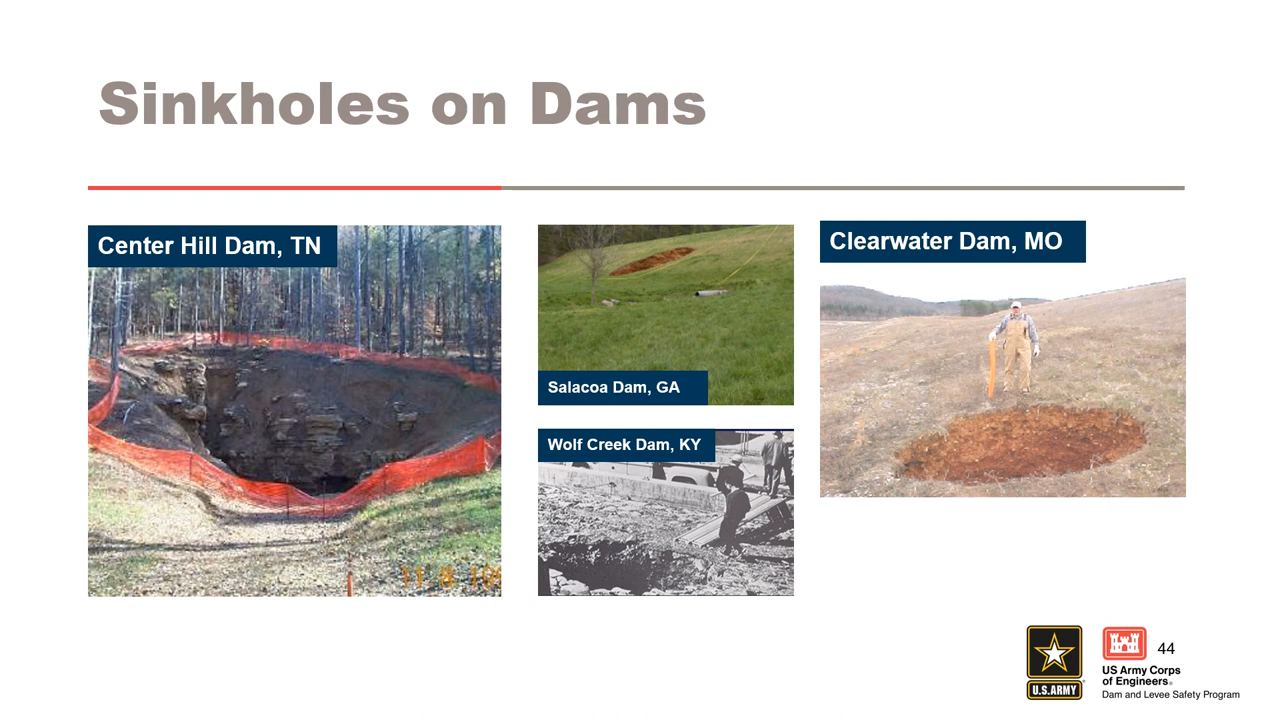 Sinkholes on Dams
Center Hill Dam, TN
Salacoa Dam, GA
Wolf Creek Dam, KY
Clearwater Dam, MO
U.S.ARMY
US Army Corps
of Engineers®
Dam and Levee Safety Program
44